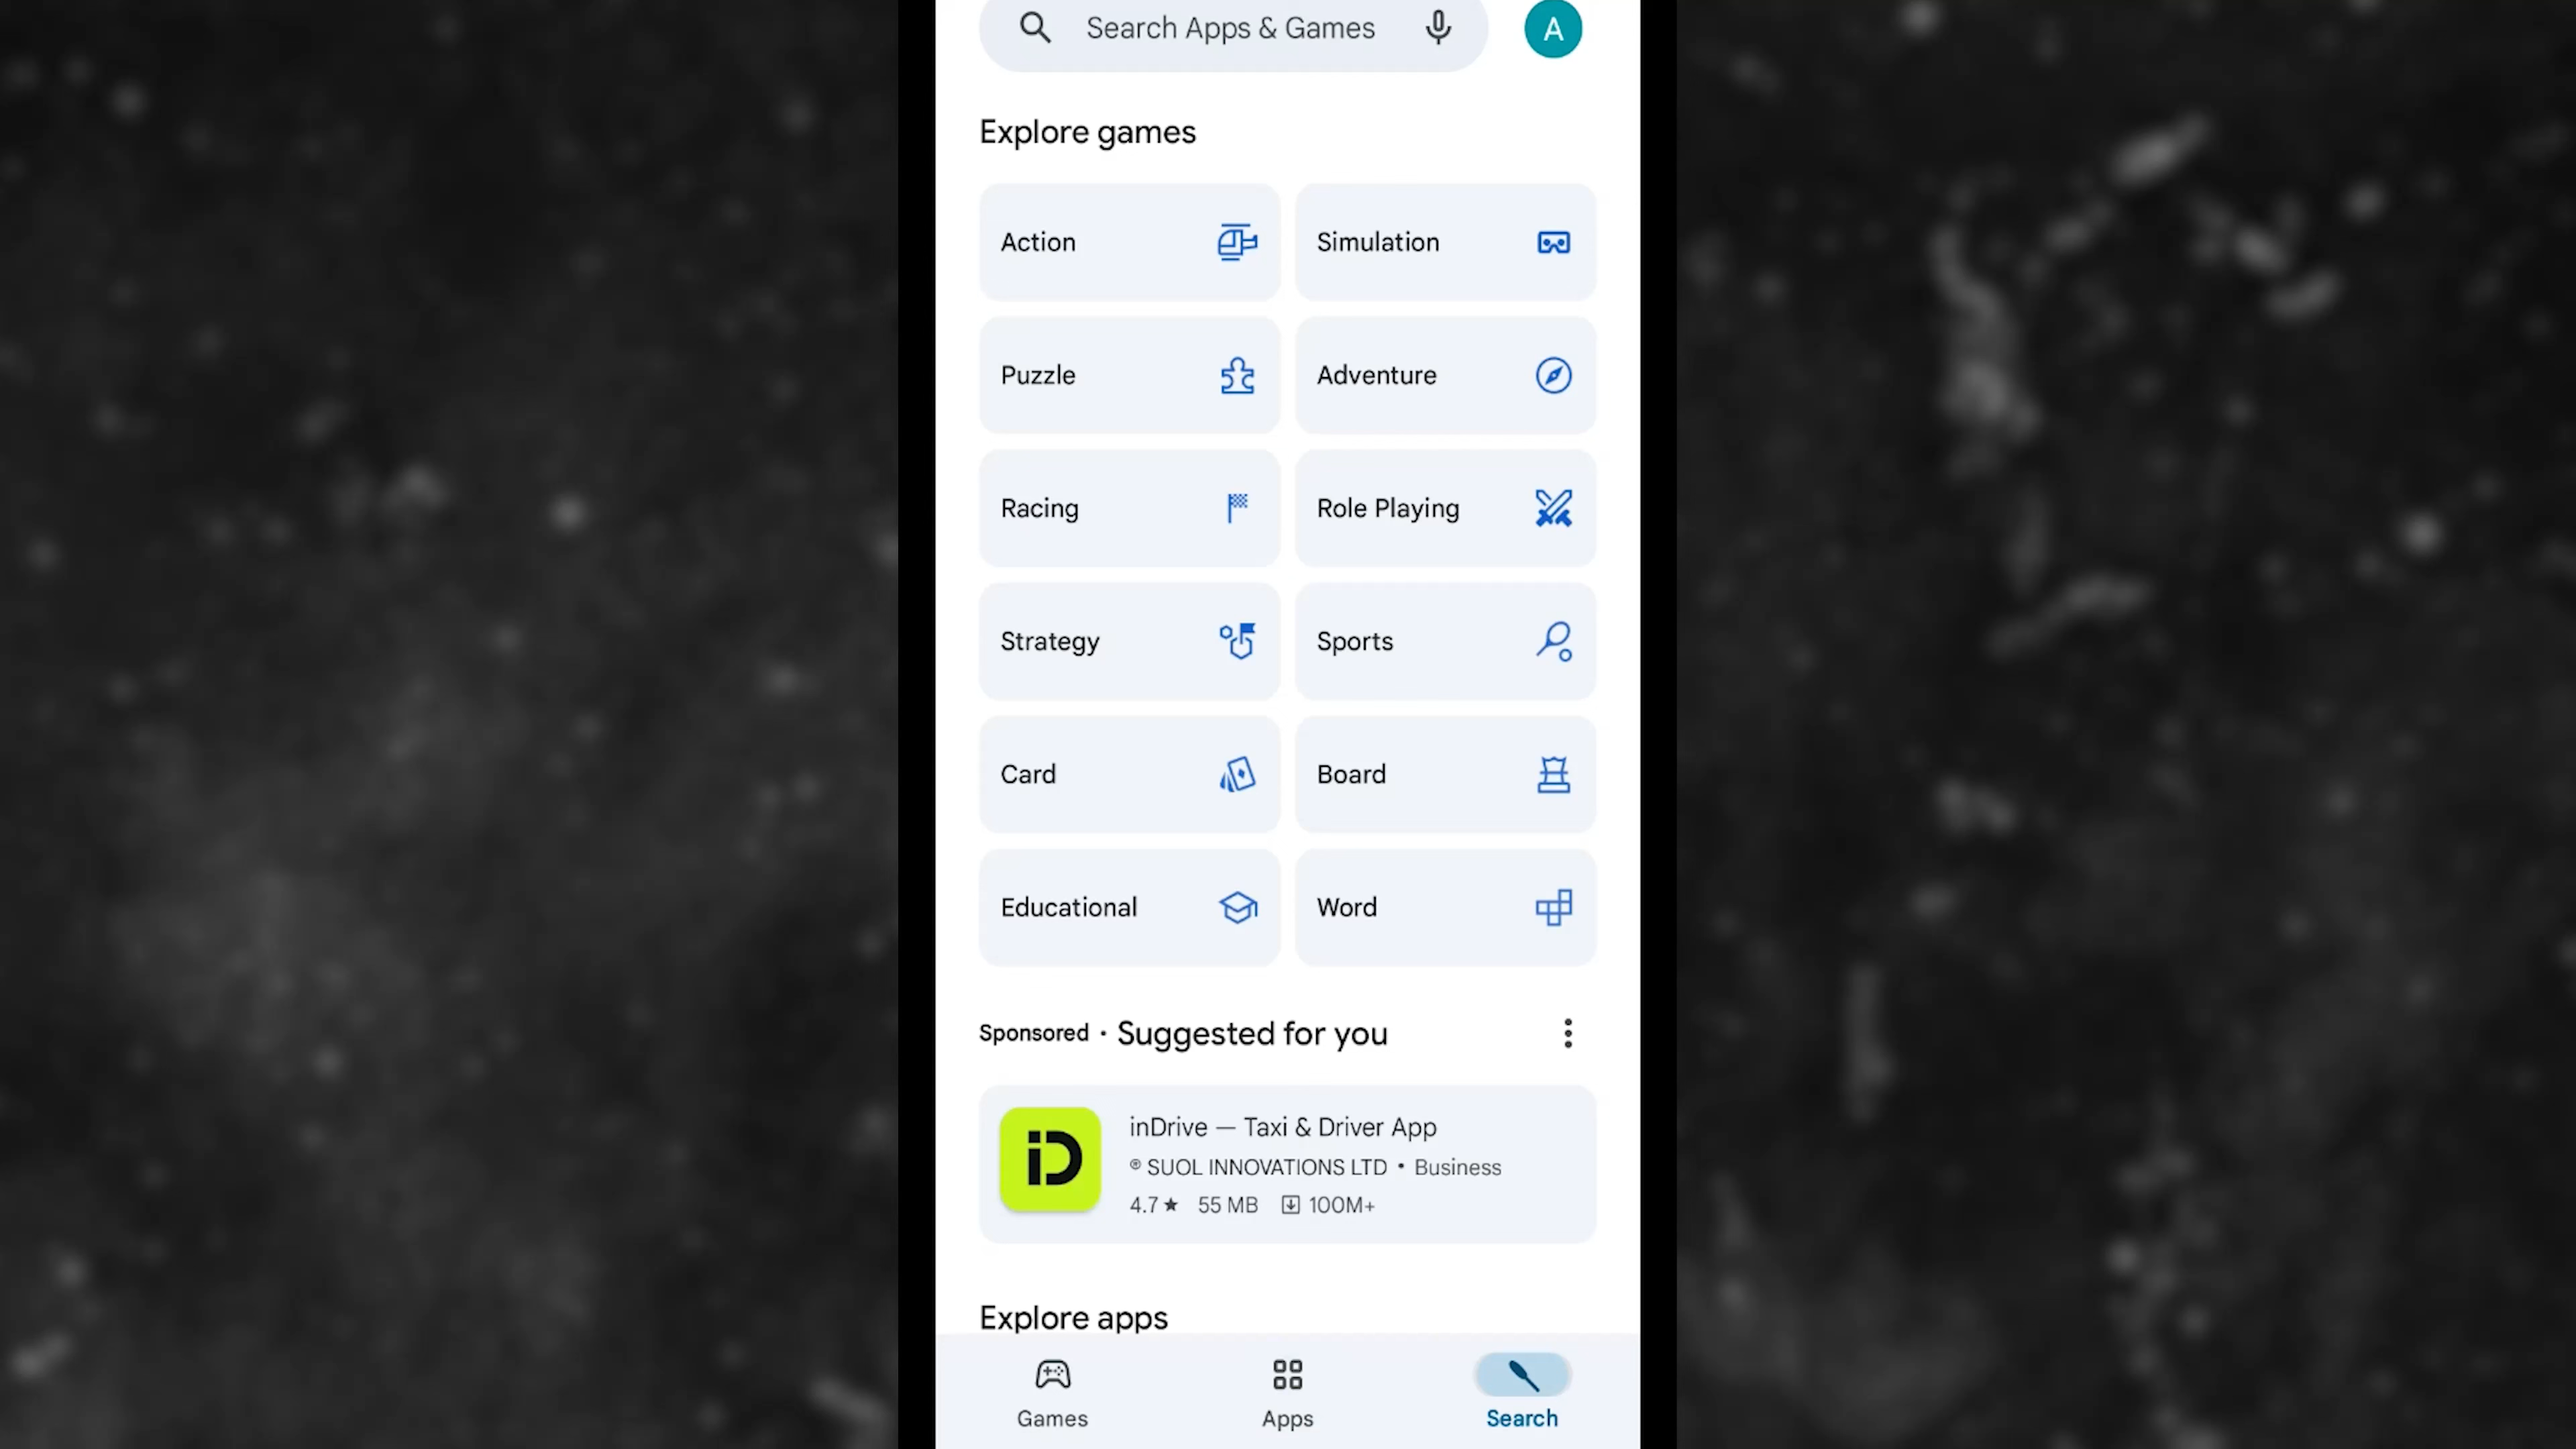 Search Apps & Games
A
Explore games
Action
Simulation
Puzzle
Adventure
Racing
Role Playing
Strategy
Sports
Card
Board
Educational
Word
Sponsored · Suggested for you
iD
inDrive — Taxi & Driver App
® SUOL INNOVATIONS LTD • Business
4.7★ 55 MB 100M+
Explore apps
Games
Apps
Search